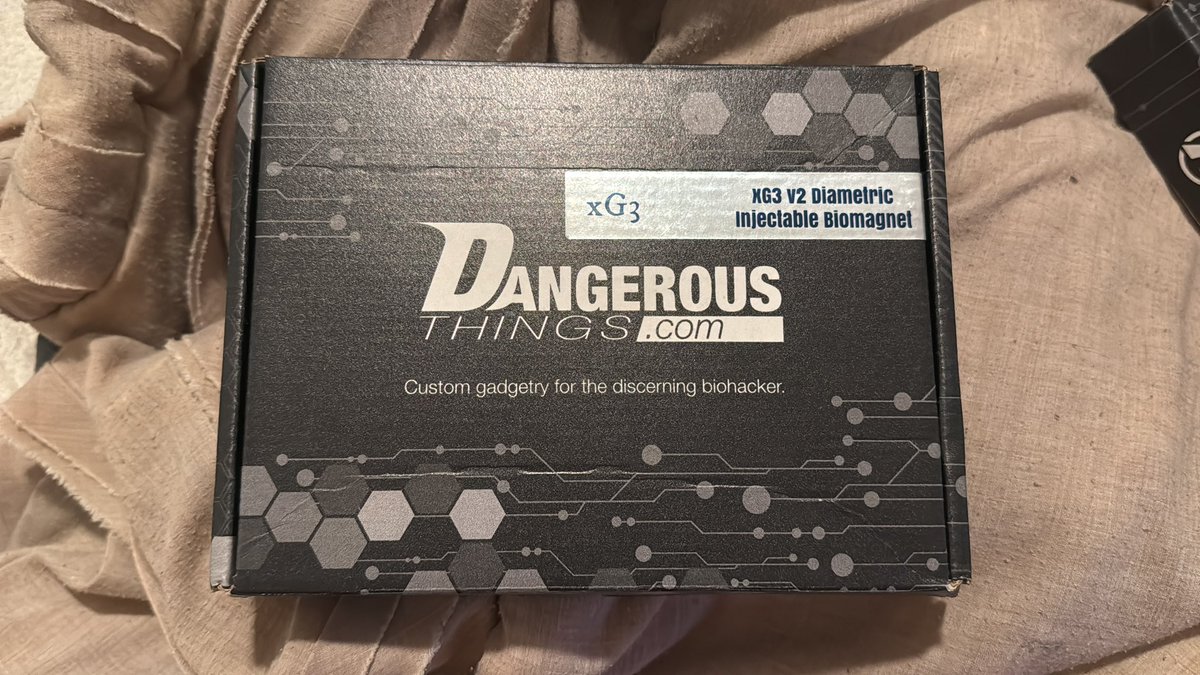 xG3
XG3 V2 Diametric
Injectable Biomagnet
DANGEROUS
THINGS.com
Custom gadgetry for the discerning biohacker.